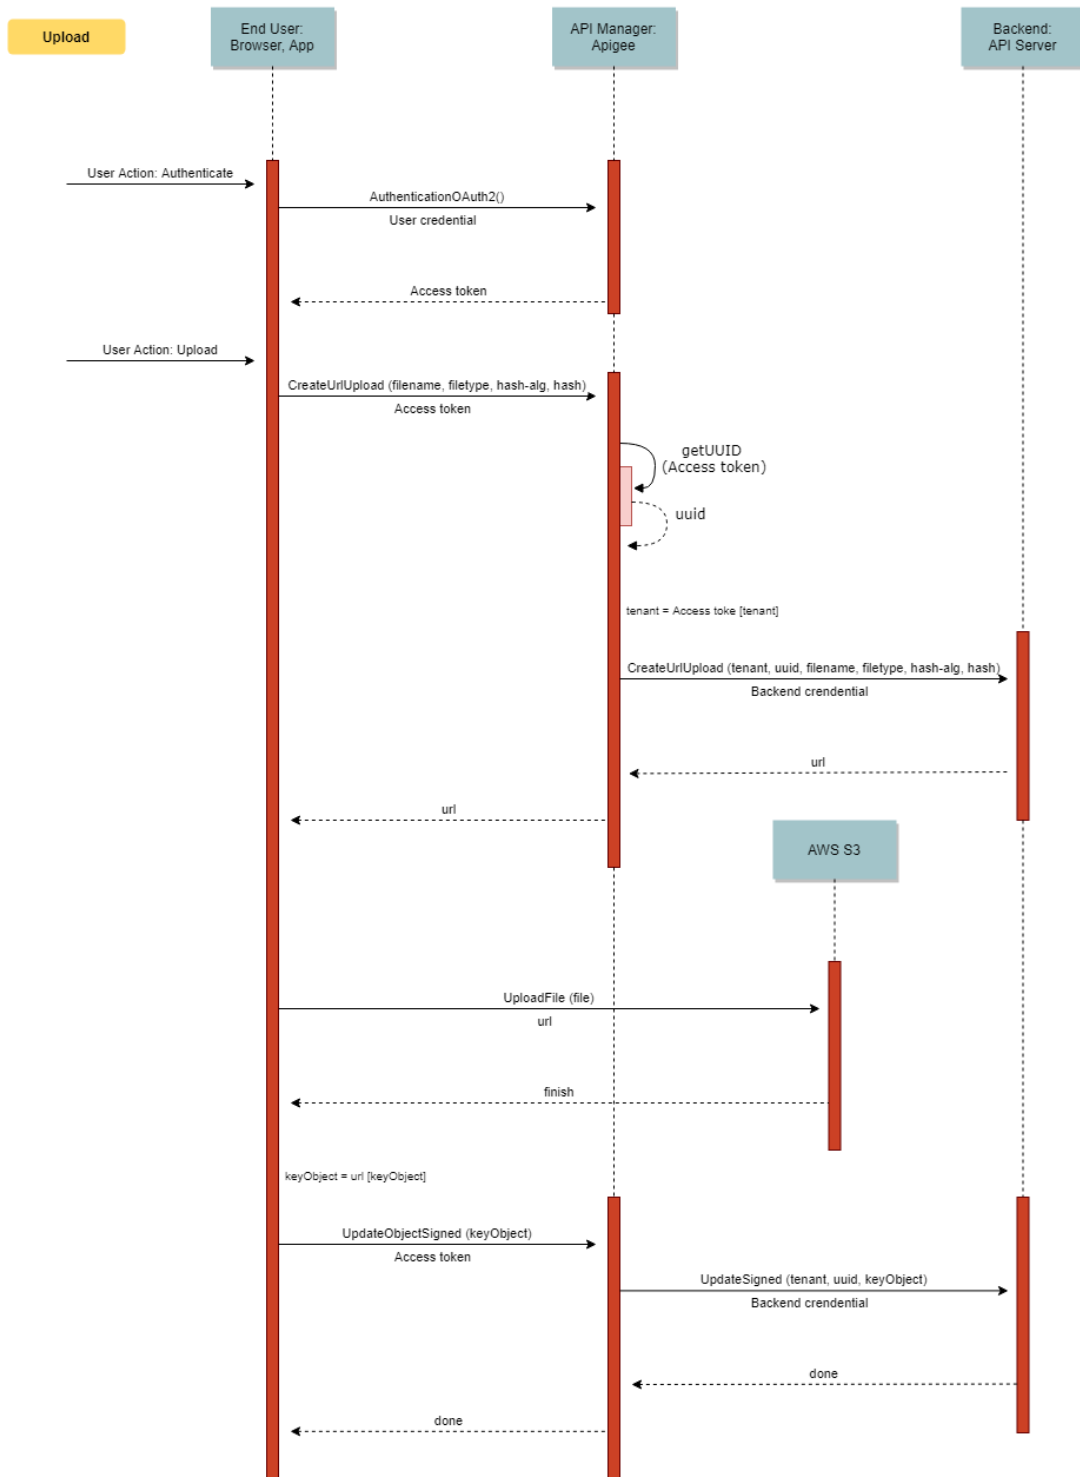 Upload
End User:
Browser, App
API Manager:
Apigee
Backend:
API Server
User Action: Authenticate
AuthenticationOAuth2()
User credential
Access token
User Action: Upload
CreateUrlUpload (filename, filetype, hash-alg, hash)
Access token
getUUID
(Access token)
uuid
tenant = Access toke [tenant]
CreateUrlUpload (tenant, uuid, filename, filetype, hash-alg, hash)
Backend crendential
url
url
AWS S3
UploadFile (file)
url
finish
keyObject = url [keyObject]
UpdateObjectSigned (keyObject)
Access token
UpdateSigned (tenant, uuid, keyObject)
Backend crendential
done
done